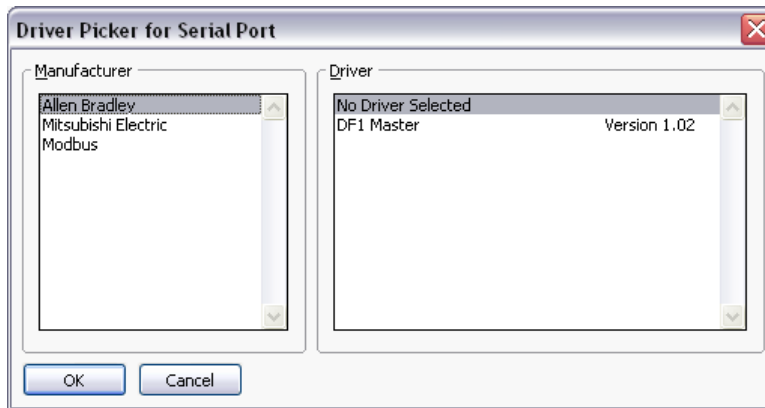 Driver Picker for Serial Port
Manufacturer
Driver
Allen Bradley
Mitsubishi Electric
Modbus
No Driver Selected
DF1 Master Version 1.02
OK
Cancel